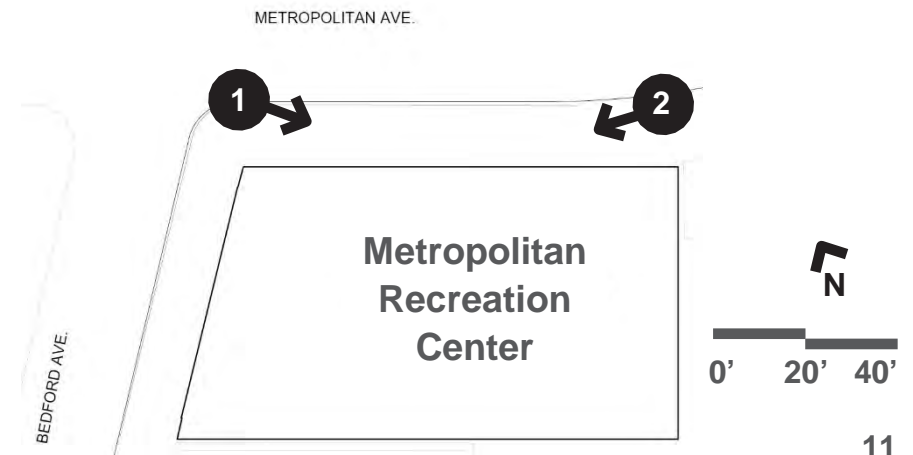 METROPOLITAN AVE.
1
2
Metropolitan
Recreation
Center
N
BEDFORD AVE.
0’ 20’ 40’
11